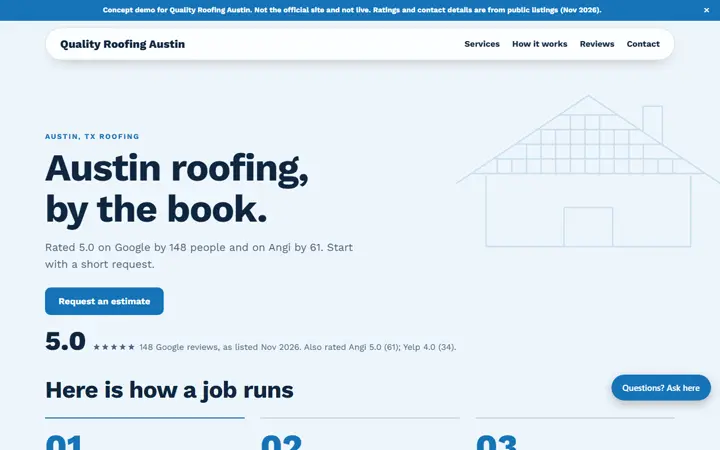 Concept demo for Quality Roofing Austin. Not the official site and not live. Ratings and contact details are from public listings (Nov 2026). ✕
Quality Roofing Austin Services How it works Reviews Contact
AUSTIN, TX ROOFING
Austin roofing,
by the book.
Rated 5.0 on Google by 148 people and on Angi by 61. Start
with a short request.
Request an estimate
5.0 ★★★★★ 148 Google reviews, as listed Nov 2026. Also rated Angi 5.0 (61); Yelp 4.0 (34).
Here is how a job runs
Questions? Ask here
01 02 03